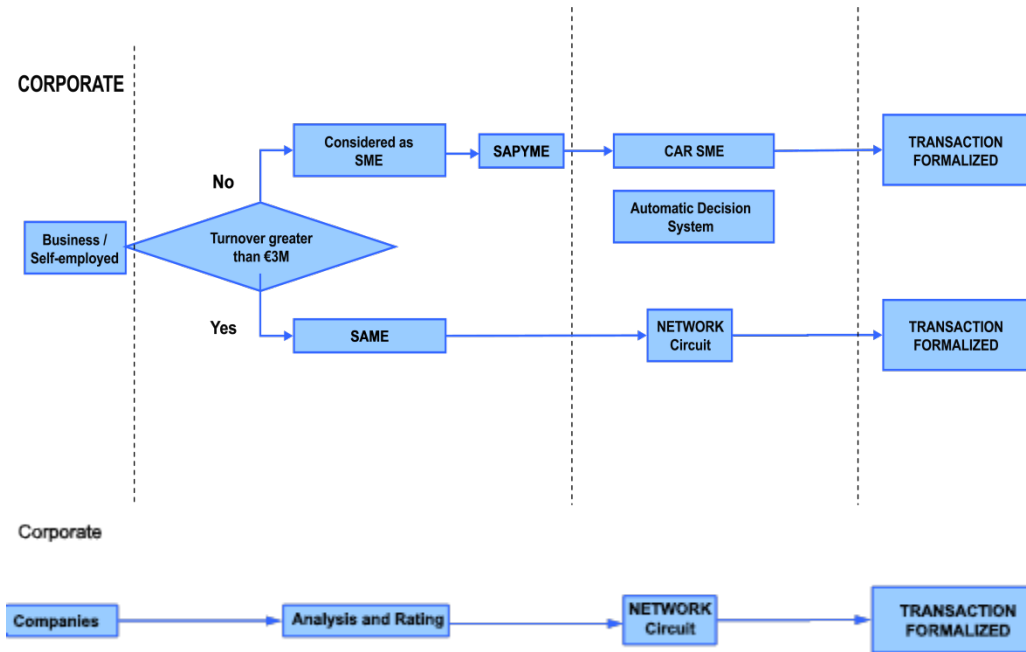 CORPORATE
Considered as
SME
SAPYME
CAR SME
TRANSACTION
FORMALIZED
No
Automatic Decision
System
Business /
Self-employed
Turnover greater
than €3M
Yes
SAME
NETWORK
Circuit
TRANSACTION
FORMALIZED
Corporate
Companies
Analysis and Rating
NETWORK
Circuit
TRANSACTION
FORMALIZED